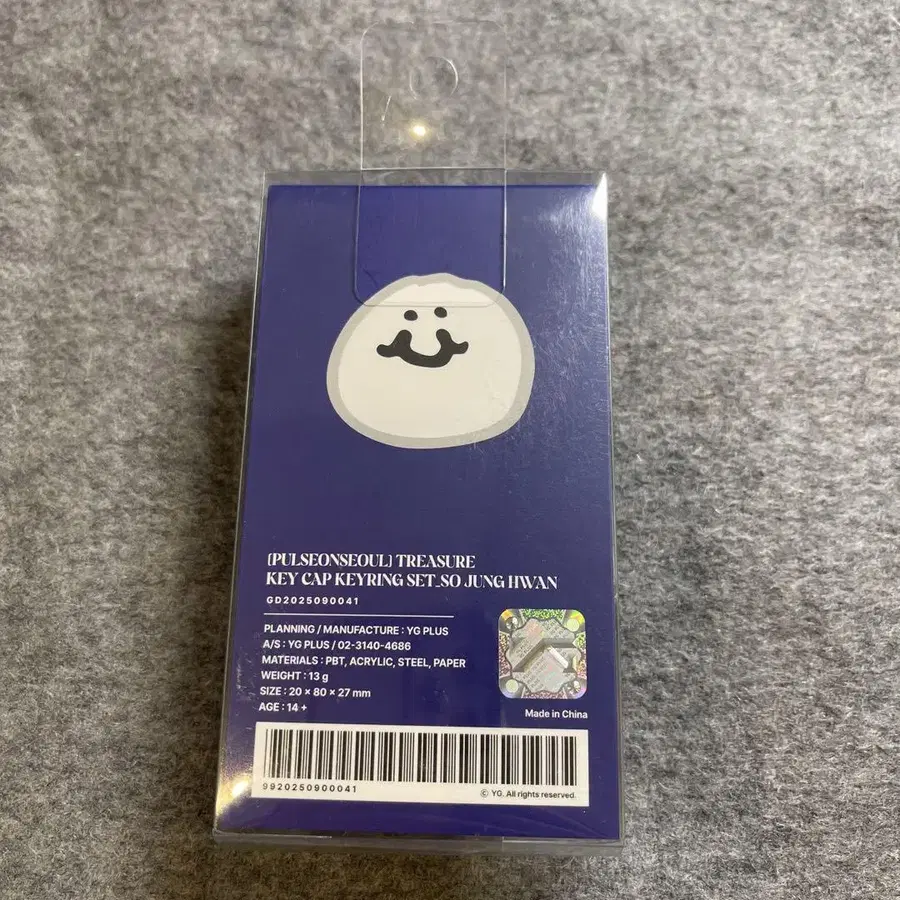 [PULSEONSEOUL] TREASURE
KEY CAP KEYRING SET_SO JUNG HWAN
GD2025090041
PLANNING / MANUFACTURE : YG PLUS
A/S : YG PLUS / 02-3140-4686
MATERIALS : PBT, ACRYLIC, STEEL, PAPER
WEIGHT : 13 g
SIZE : 20 × 80 × 27 mm
AGE : 14 +
Made in China
9920250900041
© YG. All rights reserved.